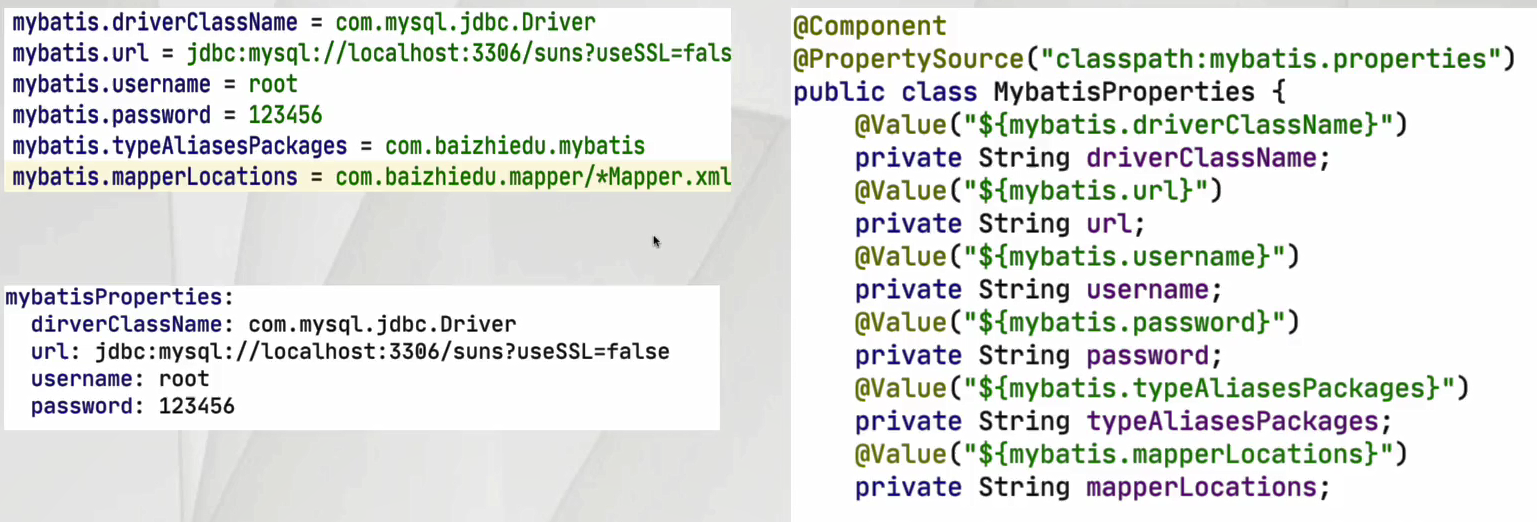 mybatis.driverClassName = com.mysql.jdbc.Driver
mybatis.url = jdbc:mysql://localhost:3306/suns?useSSL=fals
mybatis.username = root
mybatis.password = 123456
mybatis.typeAliasesPackages = com.baizhiedu.mybatis
mybatis.mapperLocations = com.baizhiedu.mapper/*Mapper.xml
mybatisProperties:
  dirverClassName: com.mysql.jdbc.Driver
  url: jdbc:mysql://localhost:3306/suns?useSSL=false
  username: root
  password: 123456
@Component
@PropertySource("classpath:mybatis.properties")
public class MybatisProperties {
    @Value("${mybatis.driverClassName}")
    private String driverClassName;
    @Value("${mybatis.url}")
    private String url;
    @Value("${mybatis.username}")
    private String username;
    @Value("${mybatis.password}")
    private String password;
    @Value("${mybatis.typeAliasesPackages}")
    private String typeAliasesPackages;
    @Value("${mybatis.mapperLocations}")
    private String mapperLocations;